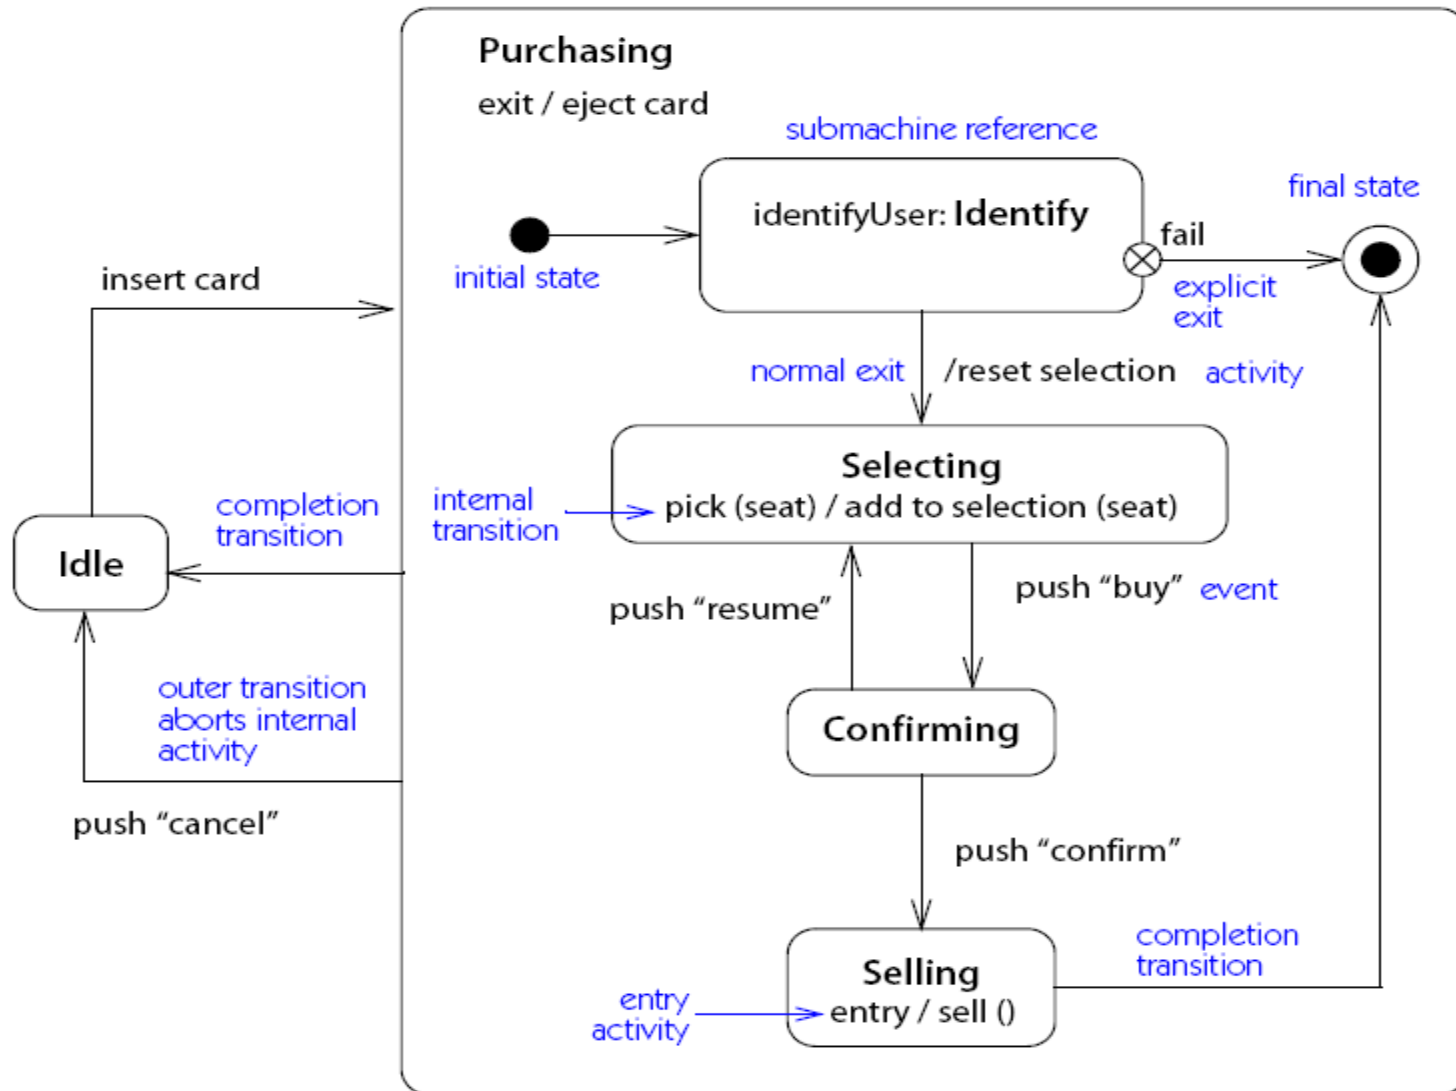 Purchasing
exit / eject card
submachine reference
identifyUser: Identify
final state
fail
initial state
explicit
exit
insert card
normal exit
/reset selection
activity
Selecting
pick (seat) / add to selection (seat)
internal
transition
completion
transition
Idle
push “resume”
push “buy”
event
outer transition
aborts internal
activity
Confirming
push “cancel”
push “confirm”
completion
transition
Selling
entry / sell ()
entry
activity